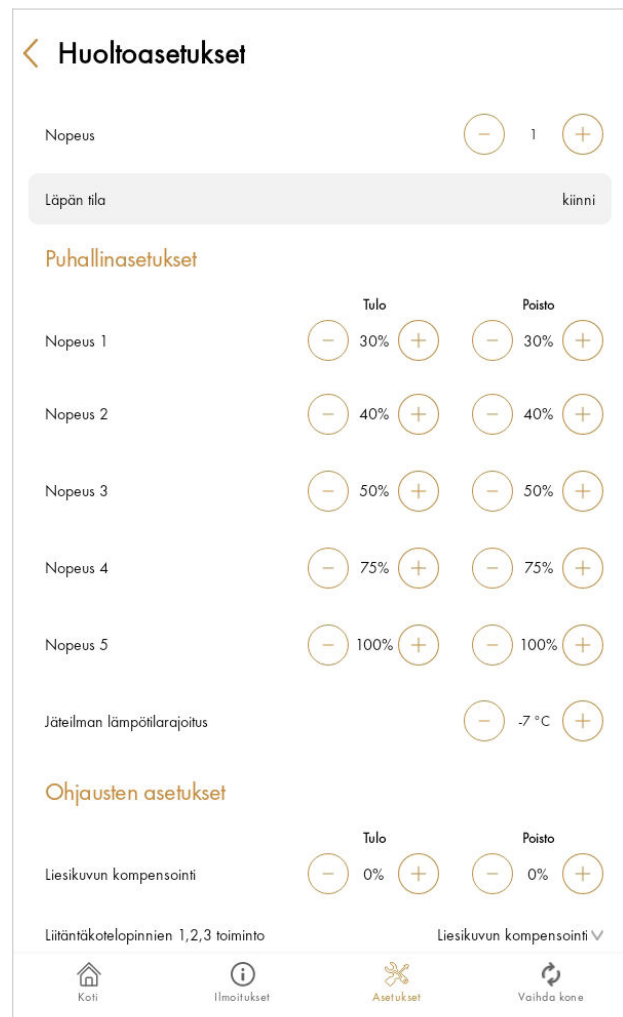 Huoltoasetukset
Nopeus − 1 +
Läpän tila kiinni
Puhallinasetukset
Tulo Poisto
Nopeus 1 − 30% + − 30% +
Nopeus 2 − 40% + − 40% +
Nopeus 3 − 50% + − 50% +
Nopeus 4 − 75% + − 75% +
Nopeus 5 − 100% + − 100% +
Jäteilman lämpötilarajoitus − -7 °C +
Ohjausten asetukset
Tulo Poisto
Liesikuvun kompensointi − 0% + − 0% +
Liitäntäkotelopinnien 1,2,3 toiminto Liesikuvun kompensointi
Koti Ilmoitukset Asetukset Vaihda kone